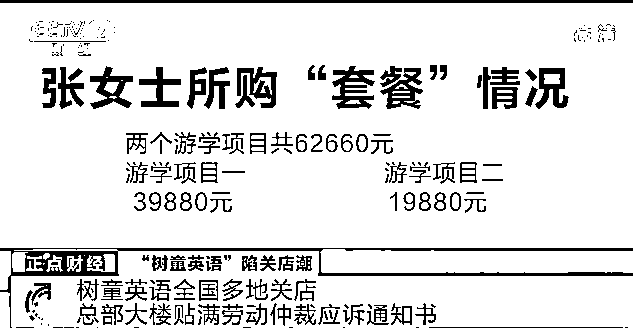 CCTV 2
财经
高清
张女士所购“套餐”情况
两个游学项目共62660元
游学项目一 游学项目二
39880元 19880元
正点财经 “树童英语”陷关店潮
树童英语全国多地关店
总部大楼贴满劳动仲裁应诉通知书